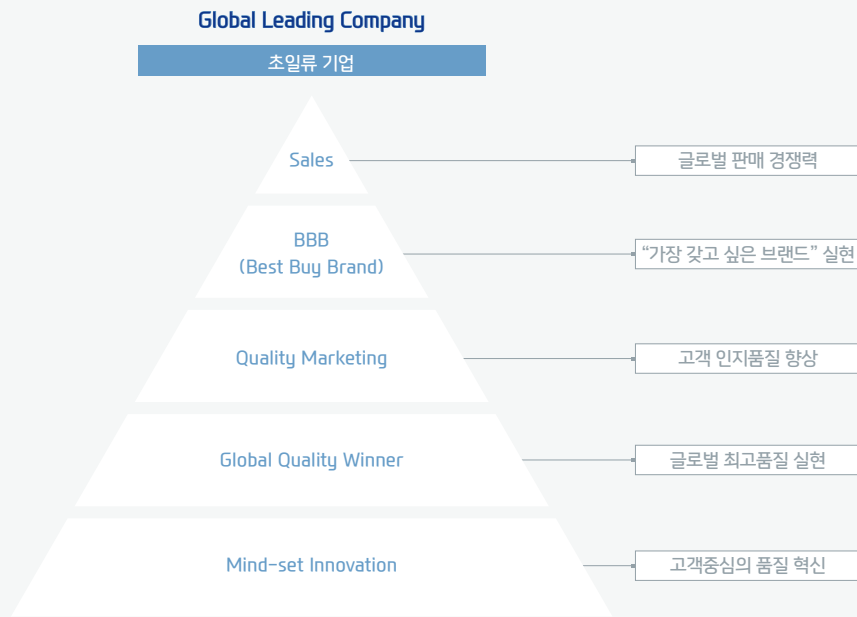 Global Leading Company
초일류 기업
Sales
글로벌 판매 경쟁력
BBB
(Best Buy Brand)
“가장 갖고 싶은 브랜드” 실현
Quality Marketing
고객 인지품질 향상
Global Quality Winner
글로벌 최고품질 실현
Mind-set Innovation
고객중심의 품질 혁신